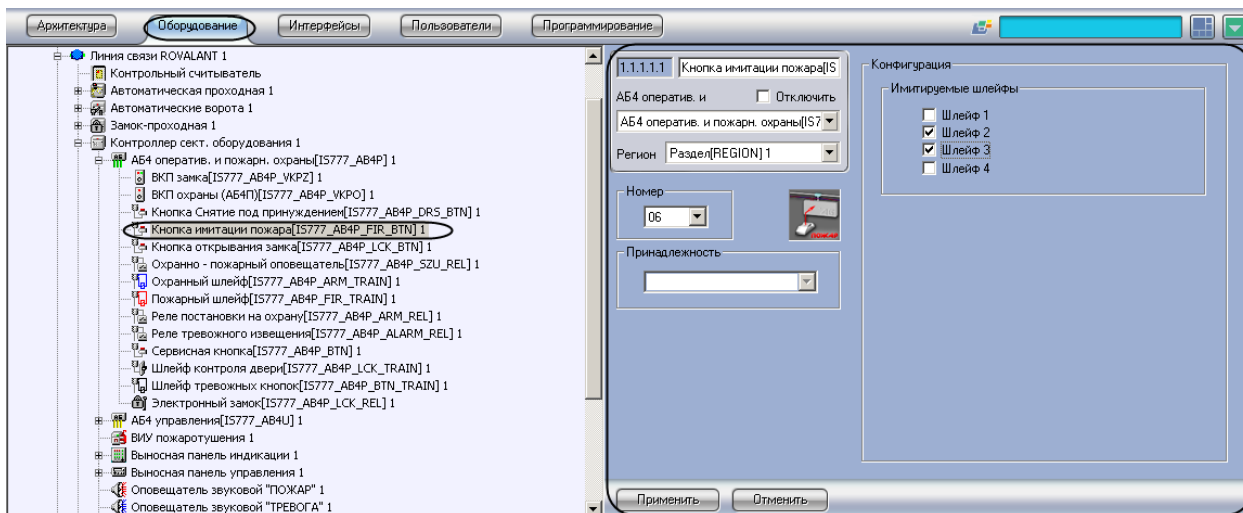 Архитектура
Оборудование
Интерфейсы
Пользователи
Программирование
Линия связи ROVALANT 1
Контрольный считыватель
Автоматическая проходная 1
Автоматические ворота 1
Замок-проходная 1
Контроллер сект. оборудования 1
АБ4 оператив. и пожарн. охраны[IS777_AB4P] 1
ВКП замка[IS777_AB4P_VKPZ] 1
ВКП охраны (АБ4П)[IS777_AB4P_VKPO] 1
Кнопка Снятие под принуждением[IS777_AB4P_DRS_BTN] 1
Кнопка имитации пожара[IS777_AB4P_FIR_BTN] 1
Кнопка открывания замка[IS777_AB4P_LCK_BTN] 1
Охранно - пожарный оповещатель[IS777_AB4P_SZU_REL] 1
Охранный шлейф[IS777_AB4P_ARM_TRAIN] 1
Пожарный шлейф[IS777_AB4P_FIR_TRAIN] 1
Реле постановки на охрану[IS777_AB4P_ARM_REL] 1
Реле тревожного извещения[IS777_AB4P_ALARM_REL] 1
Сервисная кнопка[IS777_AB4P_BTN] 1
Шлейф контроля двери[IS777_AB4P_LCK_TRAIN] 1
Шлейф тревожных кнопок[IS777_AB4P_BTN_TRAIN] 1
Электронный замок[IS777_AB4P_LCK_REL] 1
АБ4 управления[IS777_AB4U] 1
ВИУ пожаротушения 1
Выносная панель индикации 1
Выносная панель управления 1
Оповещатель звуковой "ПОЖАР" 1
Оповещатель звуковой "ТРЕВОГА" 1
1.1.1.1.1 Кнопка имитации пожара[IS
АБ4 оператив. и Отключить
АБ4 оператив. и пожарн. охраны[IS7
Регион Раздел[REGION] 1
Номер
06
ПОЖАР
Принадлежность
Конфигурация
Имитируемые шлейфы
Шлейф 1
Шлейф 2
Шлейф 3
Шлейф 4
Применить
Отменить